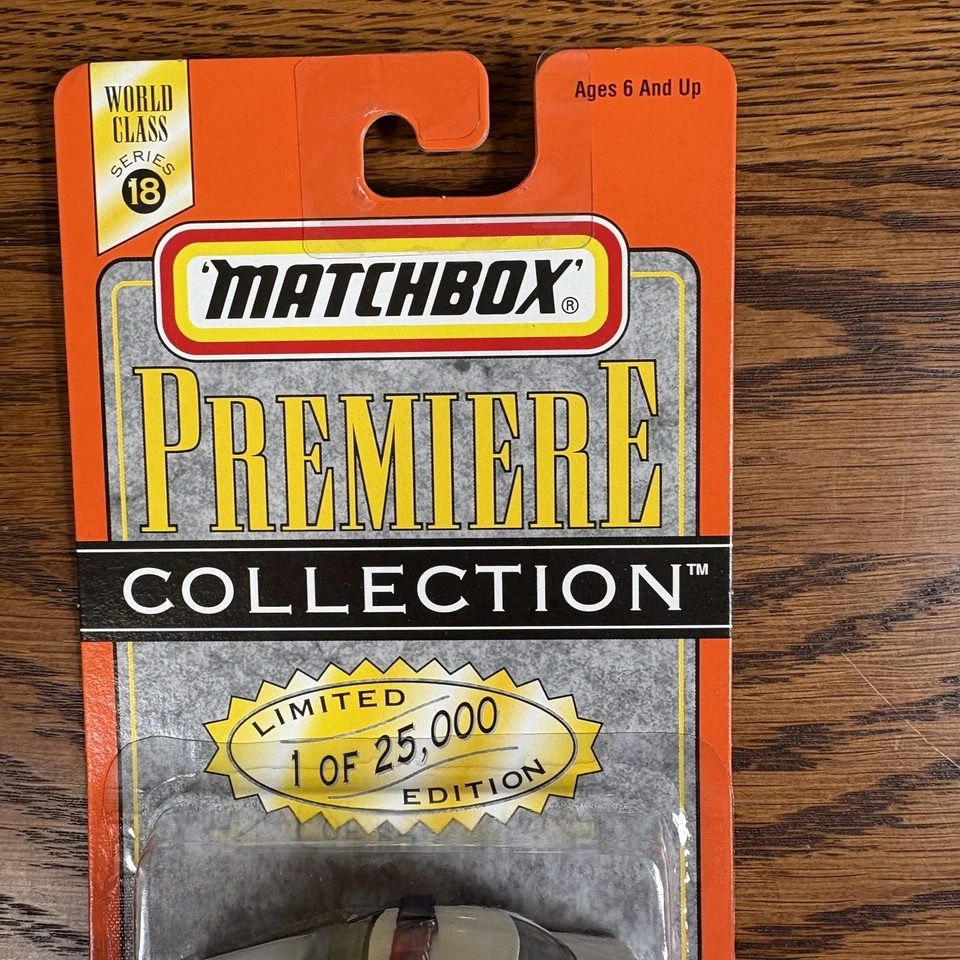 WORLD
CLASS
SERIES
18
Ages 6 And Up
'MATCHBOX'®
PREMIERE
COLLECTION™
LIMITED
1 OF 25,000
EDITION